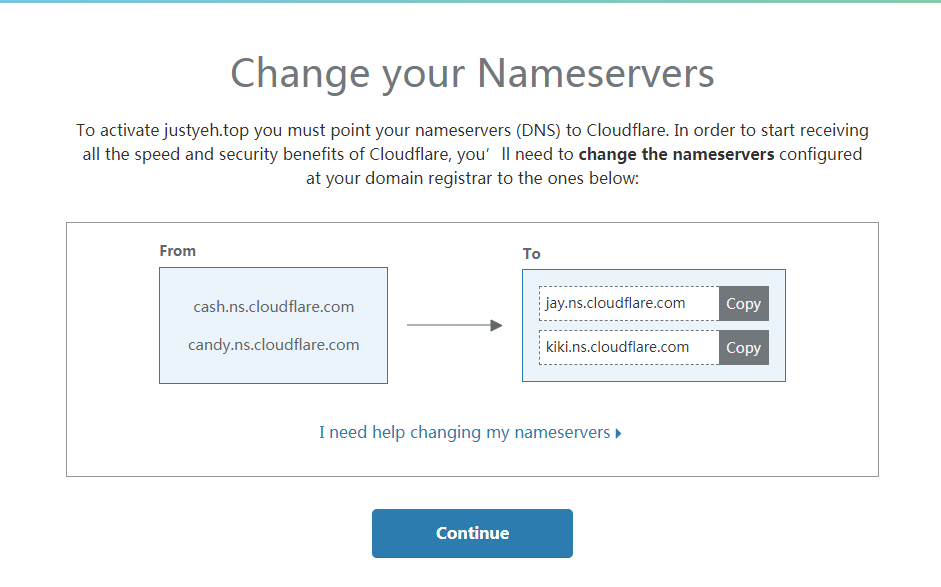 Change your Nameservers
To activate justyeh.top you must point your nameservers (DNS) to Cloudflare. In order to start receiving
all the speed and security benefits of Cloudflare, you’ ll need to change the nameservers configured
at your domain registrar to the ones below:
From
cash.ns.cloudflare.com
candy.ns.cloudflare.com
To
jay.ns.cloudflare.com Copy
kiki.ns.cloudflare.com Copy
I need help changing my nameservers
Continue